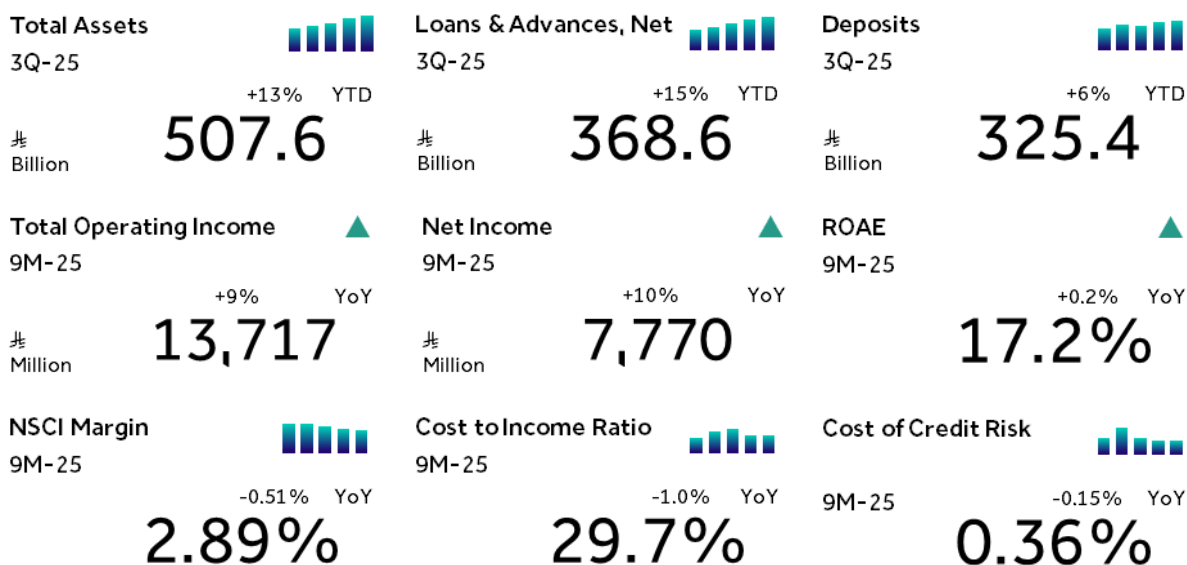 Total Assets
3Q-25
+13% YTD
507.6
⃁
Billion
Loans & Advances, Net
3Q-25
+15% YTD
368.6
⃁
Billion
Deposits
3Q-25
+6% YTD
325.4
⃁
Billion
Total Operating Income
9M-25
+9% YoY
13,717
⃁
Million
Net Income
9M-25
+10% YoY
7,770
⃁
Million
ROAE
9M-25
+0.2% YoY
17.2%
NSCI Margin
9M-25
-0.51% YoY
2.89%
Cost to Income Ratio
9M-25
-1.0% YoY
29.7%
Cost of Credit Risk
9M-25
-0.15% YoY
0.36%